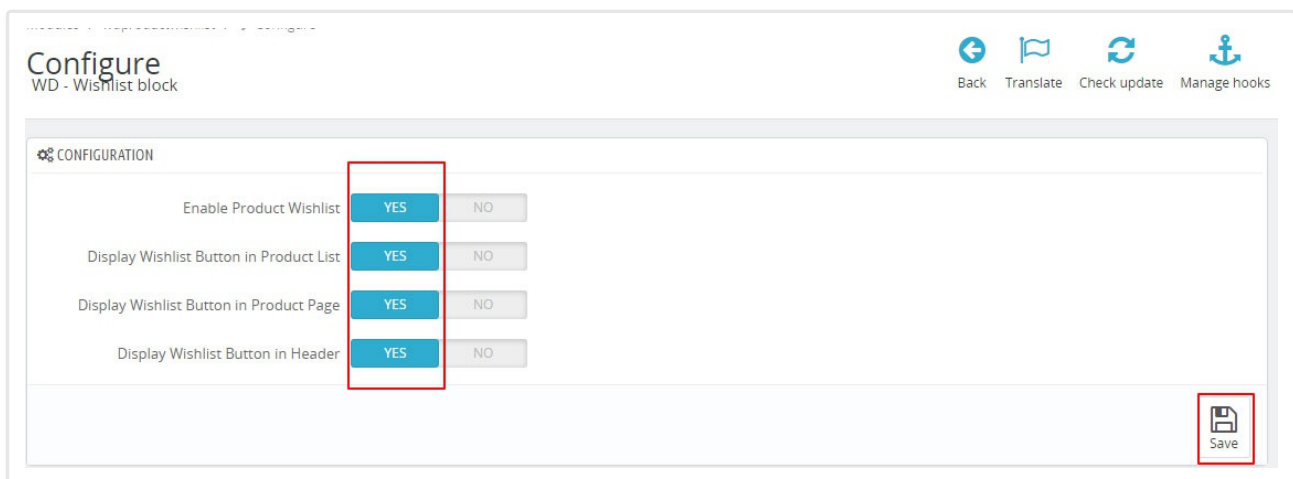 Configure
WD - Wishlist block
Back Translate Check update Manage hooks
CONFIGURATION
Enable Product Wishlist YES NO
Display Wishlist Button in Product List YES NO
Display Wishlist Button in Product Page YES NO
Display Wishlist Button in Header YES NO
Save